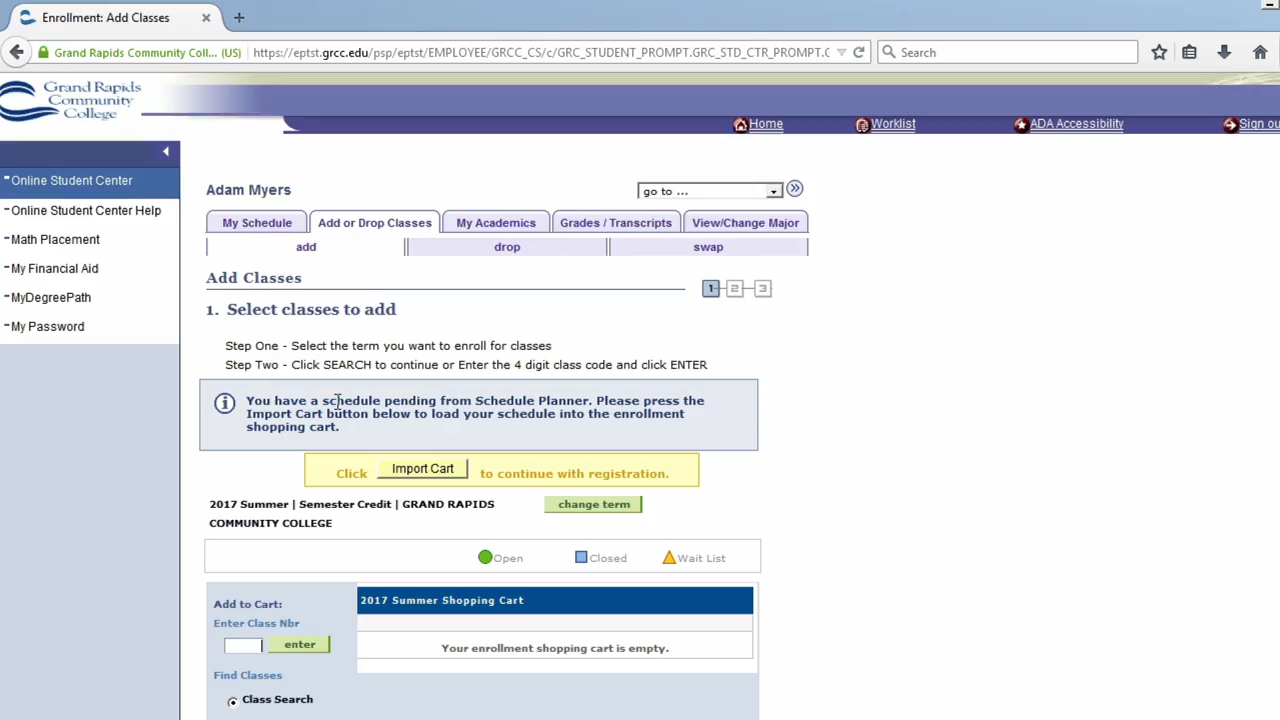 Enrollment: Add Classes
Grand Rapids Community Coll... (US)
https://eptst.grcc.edu/psp/eptst/EMPLOYEE/GRCC_CS/c/GRC_STUDENT_PROMPT.GRC_STD_CTR_PROMPT.G
Search
Grand Rapids
Community
College
Home
Worklist
ADA Accessibility
Sign ou
Online Student Center
Online Student Center Help
Math Placement
My Financial Aid
MyDegreePath
My Password
Adam Myers
go to ...
My Schedule
Add or Drop Classes
My Academics
Grades / Transcripts
View/Change Major
add
drop
swap
Add Classes
1 2 3
1. Select classes to add
Step One - Select the term you want to enroll for classes
Step Two - Click SEARCH to continue or Enter the 4 digit class code and click ENTER
You have a schedule pending from Schedule Planner. Please press the
Import Cart button below to load your schedule into the enrollment
shopping cart.
Click Import Cart to continue with registration.
2017 Summer | Semester Credit | GRAND RAPIDS
COMMUNITY COLLEGE
change term
Open
Closed
Wait List
Add to Cart:
Enter Class Nbr
enter
Find Classes
Class Search
2017 Summer Shopping Cart
Your enrollment shopping cart is empty.